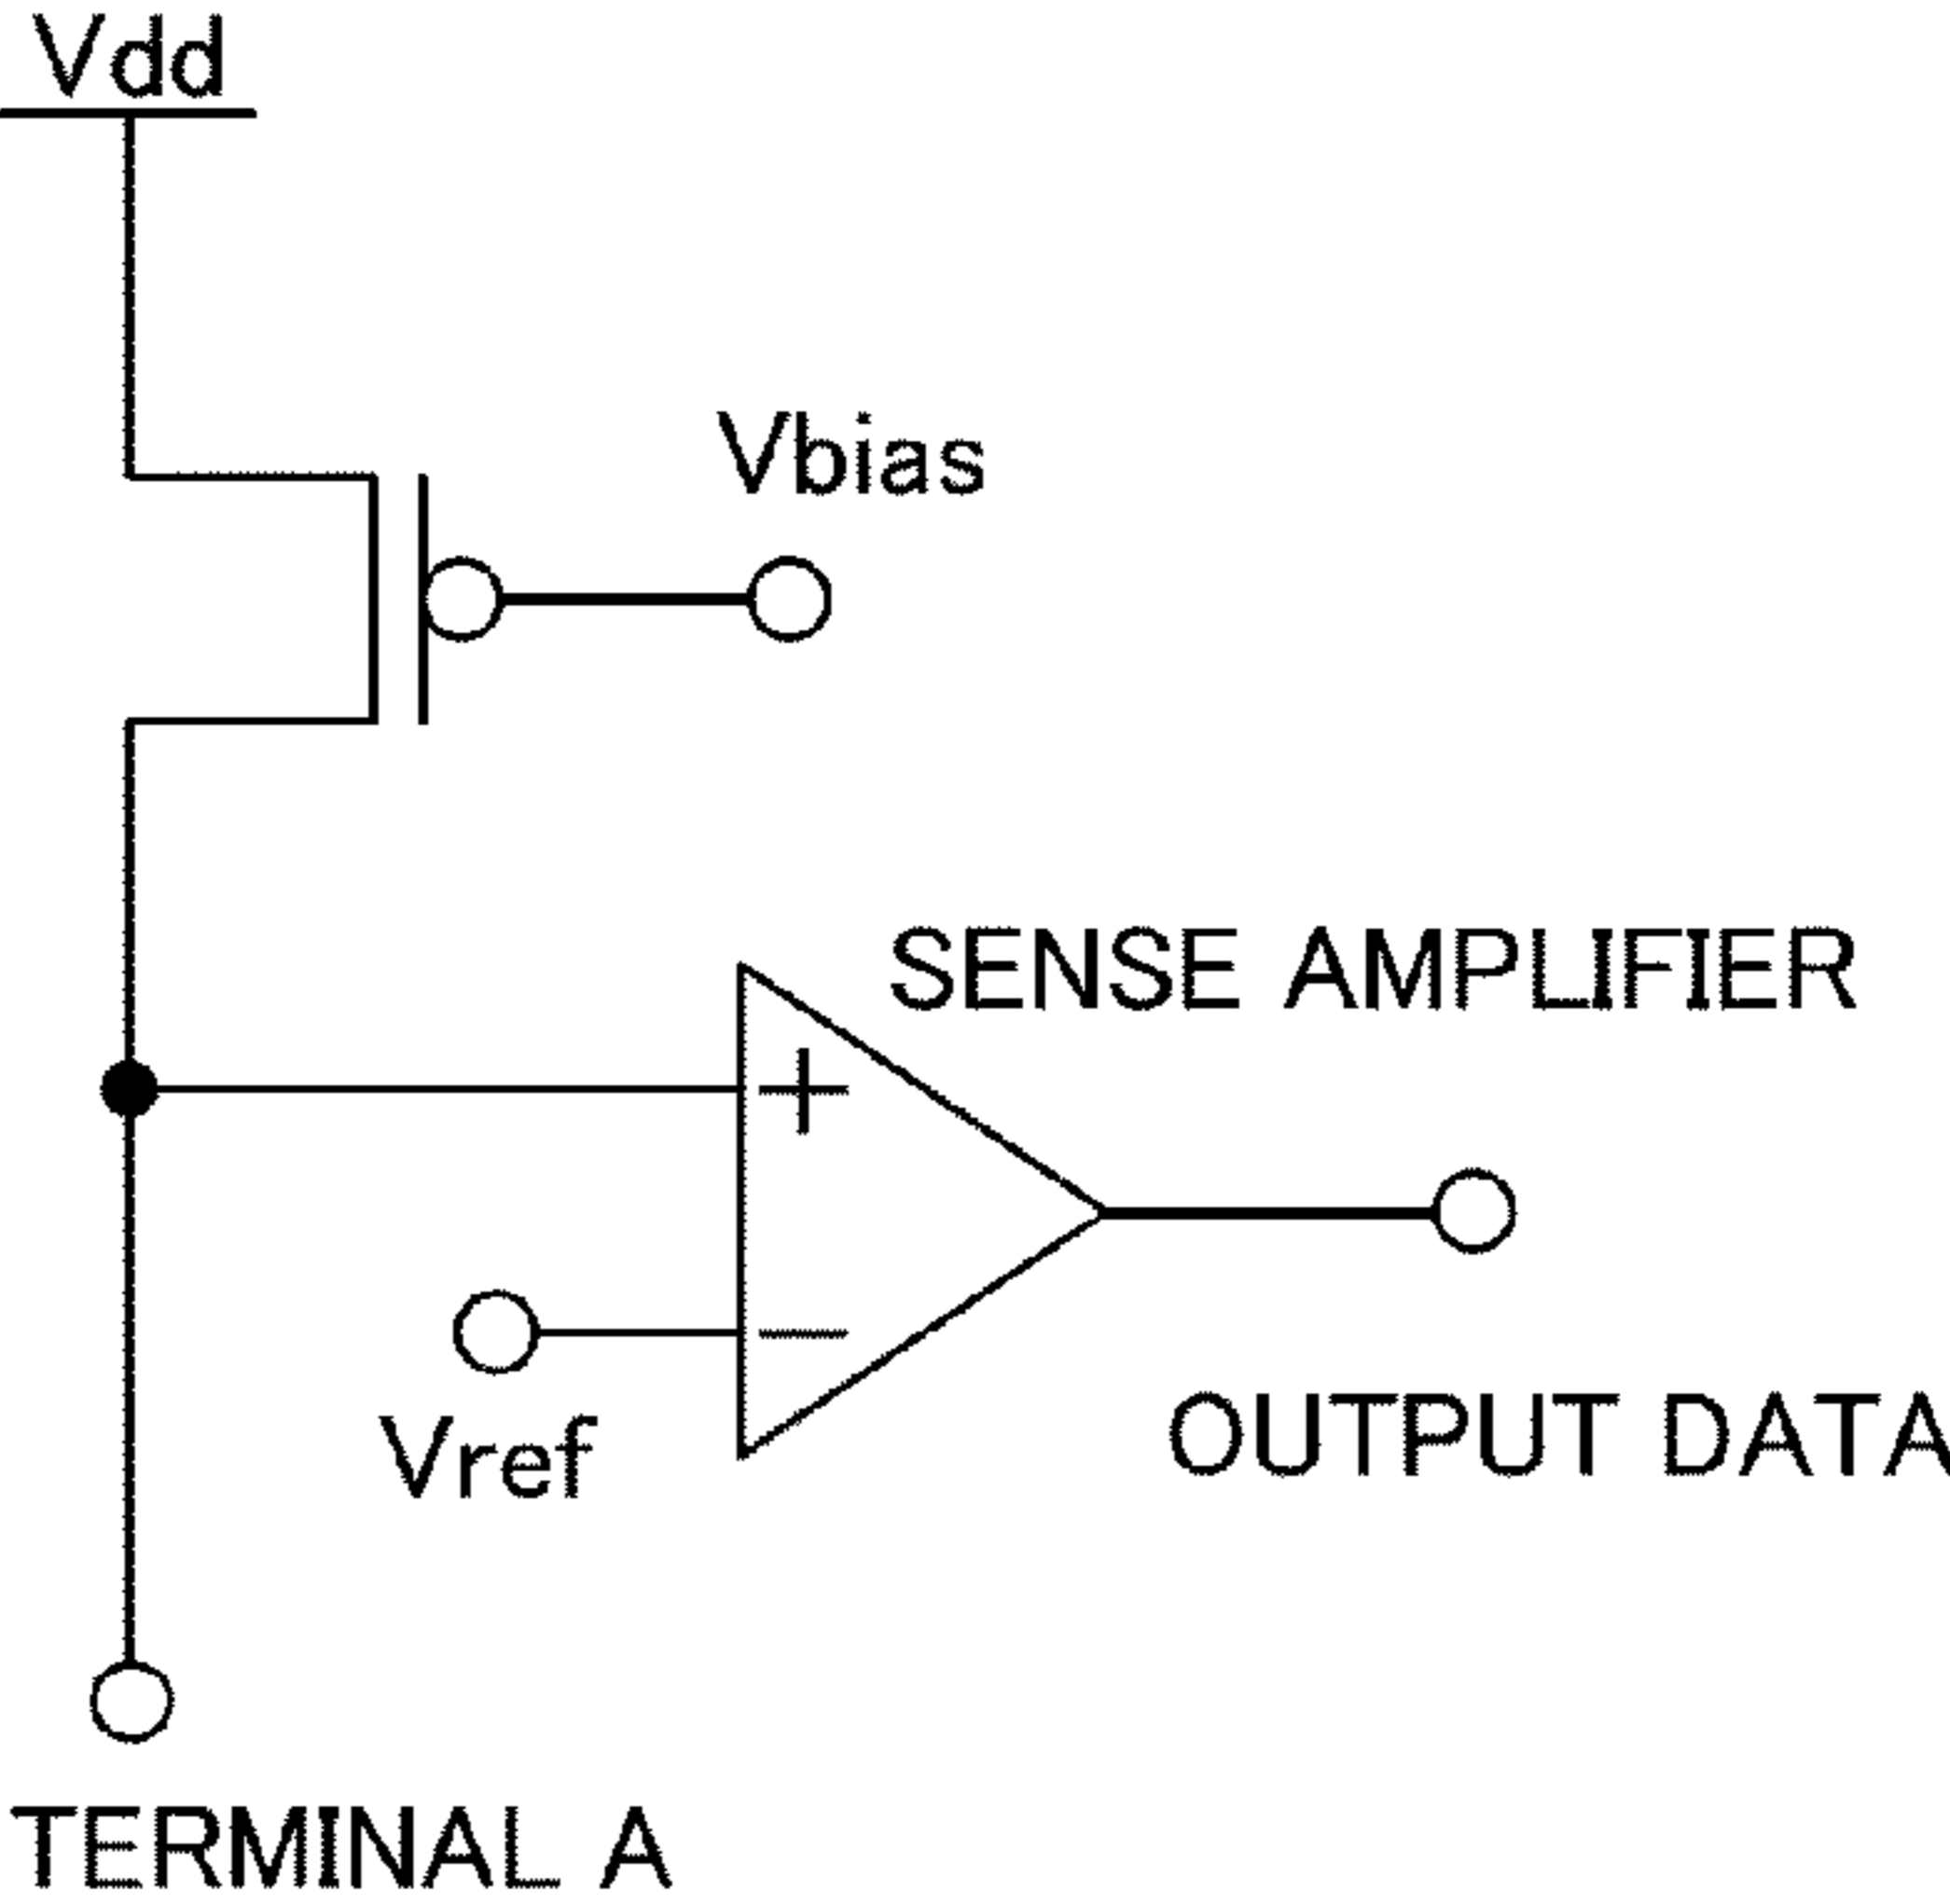 Vdd
Vbias
SENSE AMPLIFIER
+
−
Vref
OUTPUT DATA
TERMINAL A